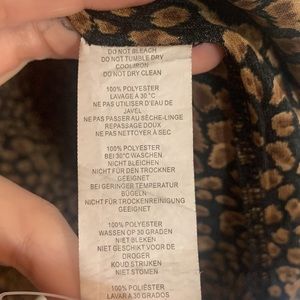 DO NOT BLEACH
DO NOT TUMBLE DRY
COOL IRON
DO NOT DRY CLEAN
100% POLYESTER
LAVAGE A 30 °C
NE PAS UTILISER D'EAU DE
JAVEL
NE PAS PASSER AU SÈCHE-LINGE
REPASSAGE DOUX
NE PAS NETTOYER À SEC
100% POLYESTER
BEI 30°C WASCHEN
NICHT BLEICHEN
NICHT FÜR DEN TROCKNER
GEEIGNET
BEI GERINGER TEMPERATUR
BÜGELN
NICHT FÜR TROCKENREINIGUNG
GEEIGNET
100% POLYESTER
WASSEN OP 30 GRADEN
NIET BLEKEN
NIET GESCHIKT VOOR DE
DROGER
KOUD STRIJKEN
NIET STOMEN
100% POLIÉSTER
LAVAR A 30 GRADOS